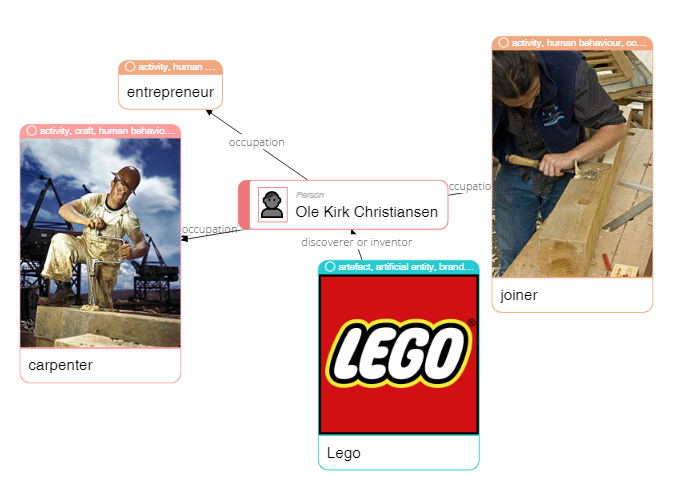 activity, human ...
entrepreneur
activity, human behaviour, oc...
joiner
activity, craft, human behavio...
carpenter
occupation
occupation
occupatio
Person
Ole Kirk Christiansen
discoverer or inventor
artefact, artificial entity, brand...
LEGO®
Lego